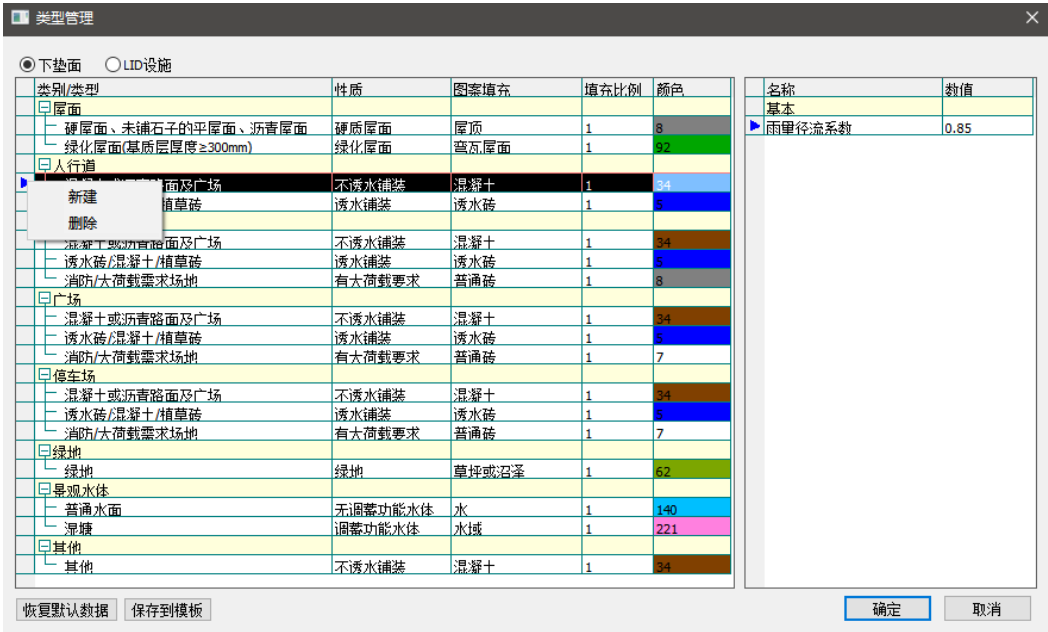 类型管理
下垫面 LID设施
类别/类型 性质 图案填充 填充比例 颜色 名称 数值
屋面 基本
硬屋面、未铺石子的平屋面、沥青屋面 硬质屋面 屋顶 1 8 雨量径流系数 0.85
绿化屋面(基质层厚度≥300mm) 绿化屋面 弯瓦屋面 1 92
人行道
路面及广场 不透水铺装 混凝土 1 34
新建
植草砖 透水铺装 透水砖 1 5
删除
混凝土或沥青路面及广场 不透水铺装 混凝土 1 34
透水砖/混凝土/植草砖 透水铺装 透水砖 1 5
消防/大荷载需求场地 有大荷载要求 普通砖 1 8
广场
混凝土或沥青路面及广场 不透水铺装 混凝土 1 34
透水砖/混凝土/植草砖 透水铺装 透水砖 1 5
消防/大荷载需求场地 有大荷载要求 普通砖 1 7
停车场
混凝土或沥青路面及广场 不透水铺装 混凝土 1 34
透水砖/混凝土/植草砖 透水铺装 透水砖 1 5
消防/大荷载需求场地 有大荷载要求 普通砖 1 7
绿地
绿地 绿地 草坪或沼泽 1 62
景观水体
普通水面 无调蓄功能水体 水 1 140
湿塘 调蓄功能水体 水域 1 221
其他
其他 不透水铺装 混凝土 1 34
恢复默认数据 保存到模板 确定 取消